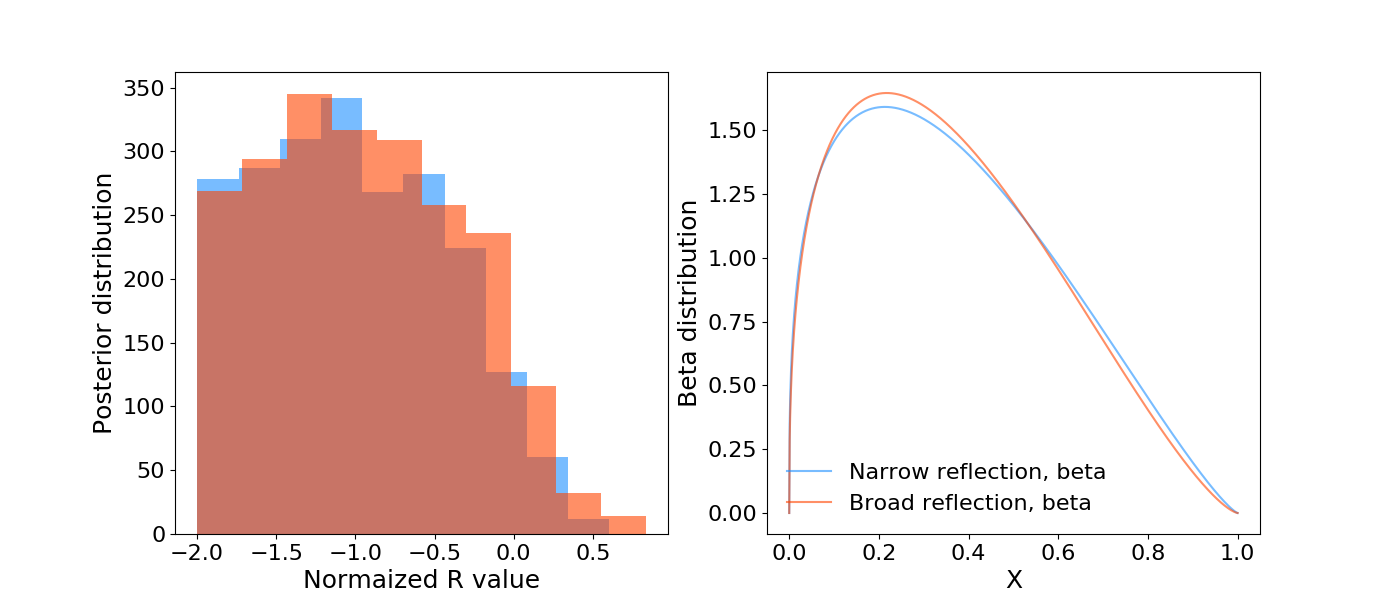 Posterior distribution
350
300
250
200
150
100
50
0
−2.0 −1.5 −1.0 −0.5 0.0 0.5
Normaized R value
Beta distribution
1.50
1.25
1.00
0.75
0.50
0.25
0.00
Narrow reflection, beta
Broad reflection, beta
0.0 0.2 0.4 0.6 0.8 1.0
X